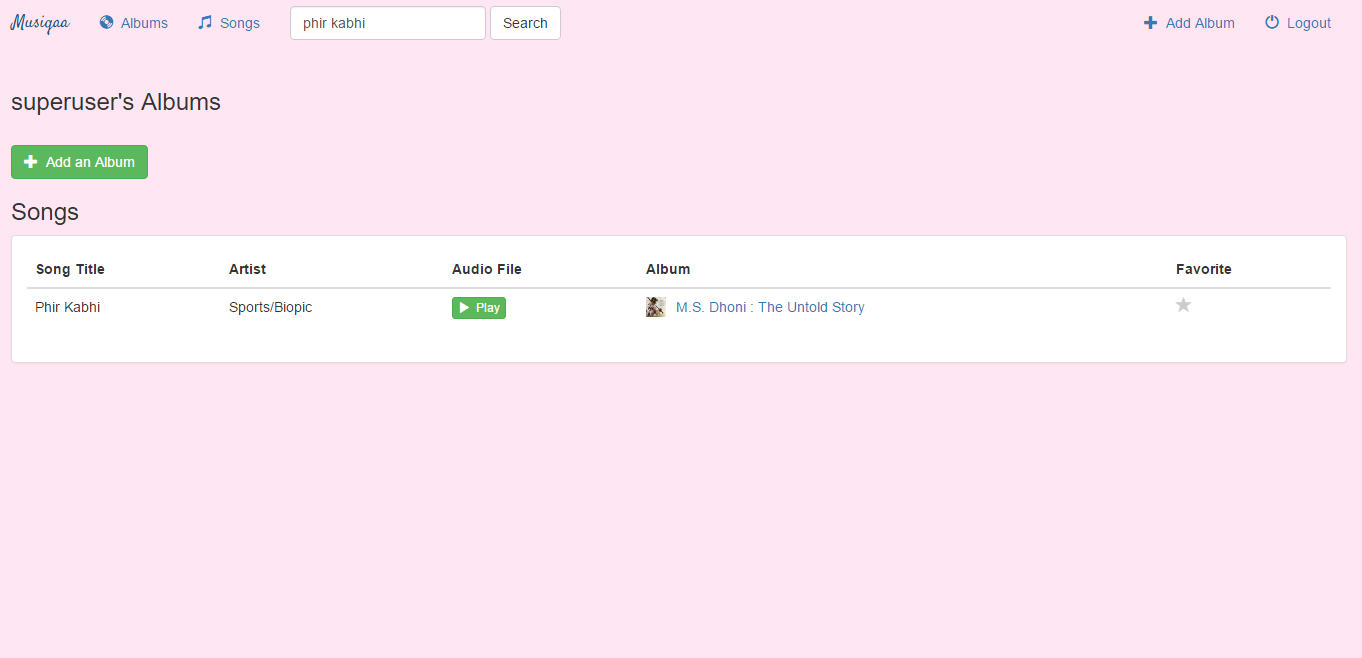 Musiqaa Albums Songs phir kabhi Search Add Album Logout
superuser's Albums
Add an Album
Songs
Song Title Artist Audio File Album Favorite
Phir Kabhi Sports/Biopic Play M.S. Dhoni : The Untold Story